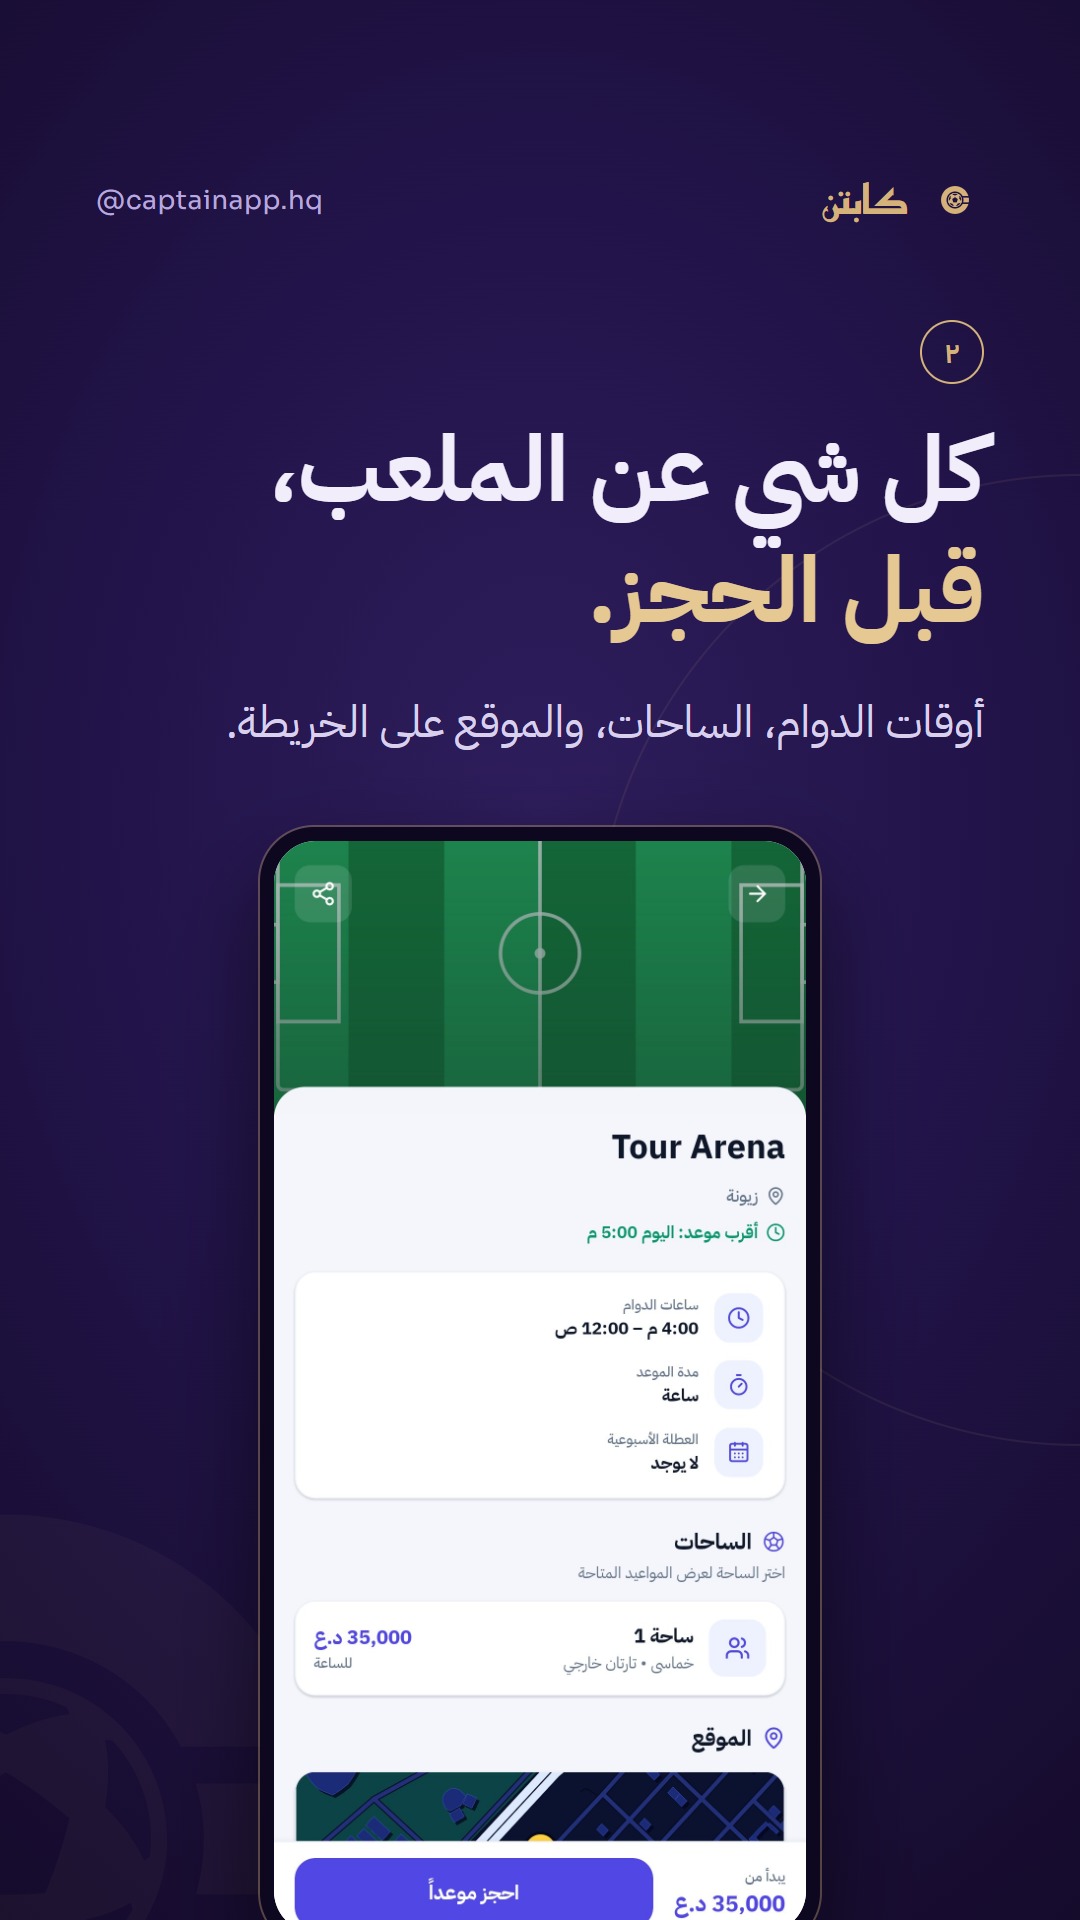 كابتن
@captainapp.hq
٢
كل شي عن الملعب،
قبل الحجز.
أوقات الدوام، الساحات، والموقع على الخريطة.
Tour Arena
زيونة
أقرب موعد: اليوم 5:00 م
ساعات الدوام
4:00 م – 12:00 ص
مدة الموعد
ساعة
العطلة الأسبوعية
لا يوجد
الساحات
اختر الساحة لعرض المواعيد المتاحة
ساحة 1
خماسي • تارتان خارجي
35,000 د.ع
للساعة
الموقع
يبدأ من
35,000 د.ع
احجز موعداً